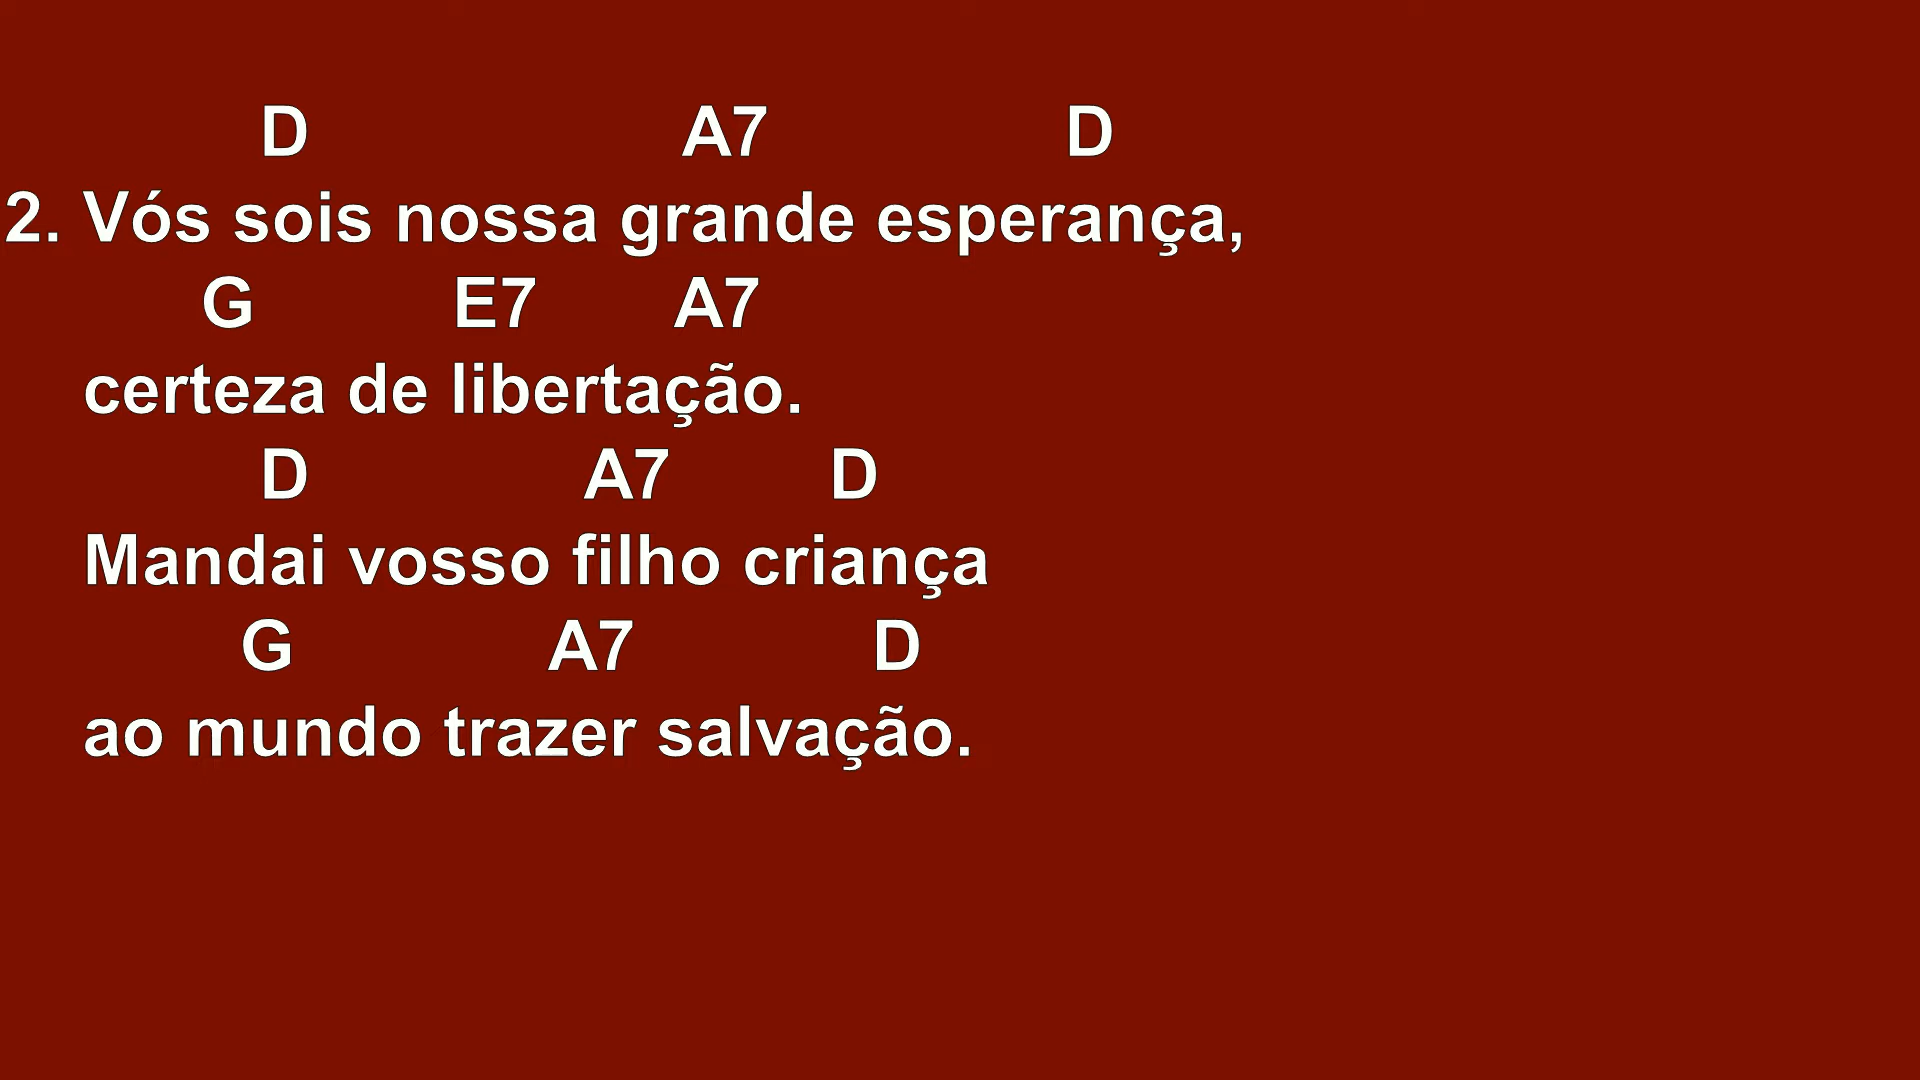 D A7 D
2. Vós sois nossa grande esperança,
G E7 A7
certeza de libertação.
D A7 D
Mandai vosso filho criança
G A7 D
ao mundo trazer salvação.